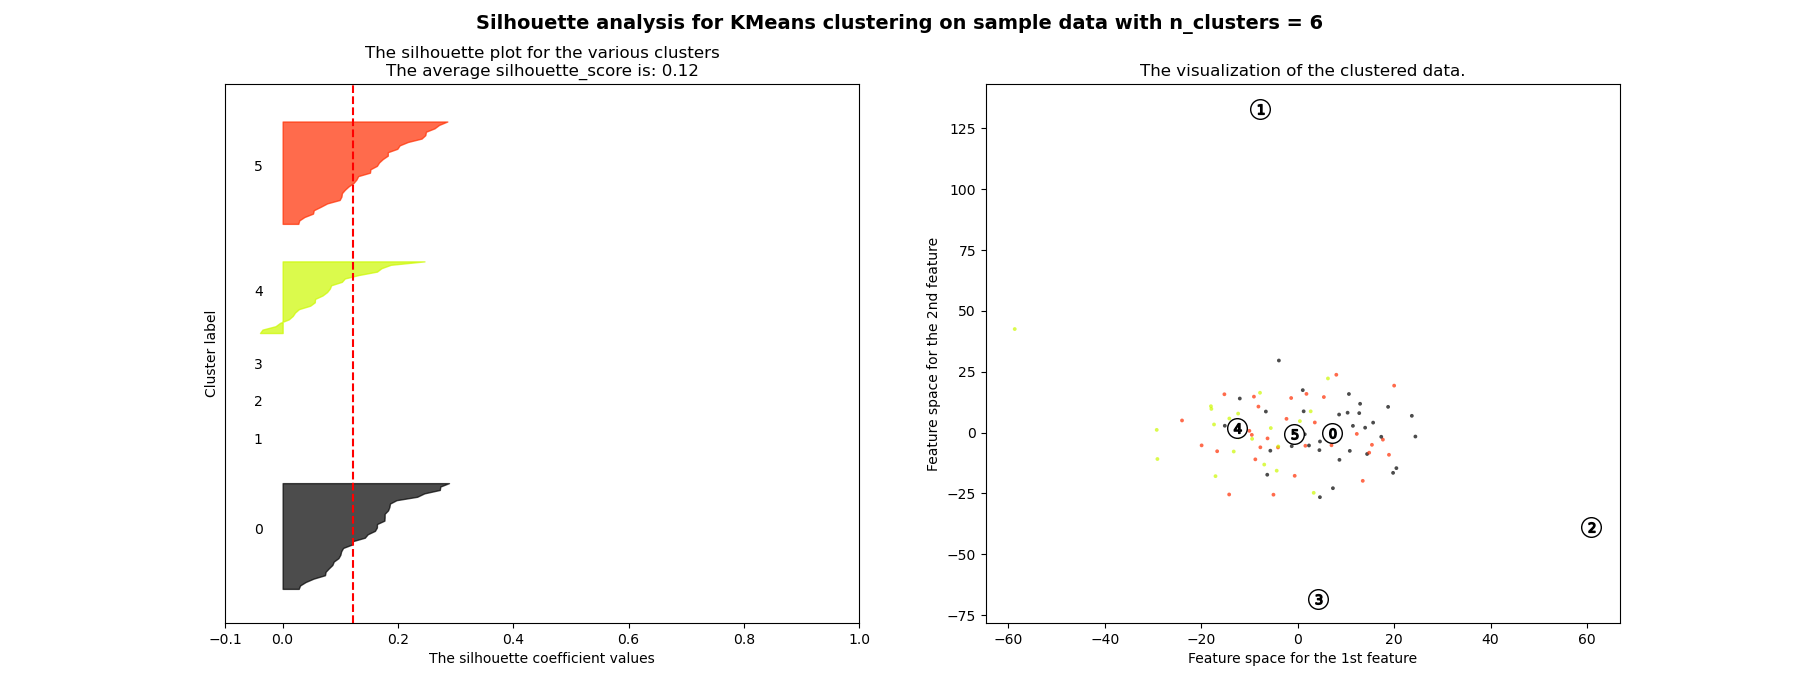 Silhouette analysis for KMeans clustering on sample data with n_clusters = 6
The silhouette plot for the various clusters
The average silhouette_score is: 0.12
5
4
3
2
1
0
Cluster label
−0.1 0.0 0.2 0.4 0.6 0.8 1.0
The silhouette coefficient values
The visualization of the clustered data.
125
100
75
50
25
0
−25
−50
−75
Feature space for the 2nd feature
1
4 5 0
2
3
−60 −40 −20 0 20 40 60
Feature space for the 1st feature